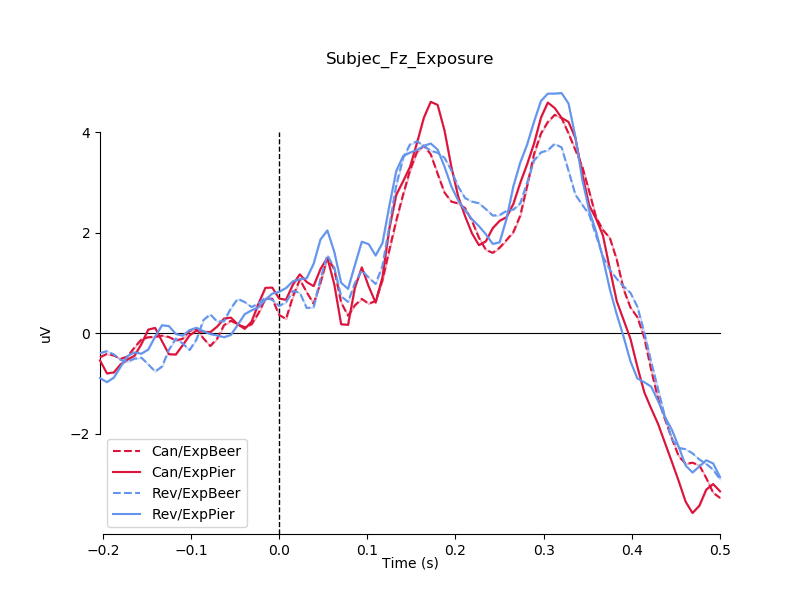 Subjec_Fz_Exposure
4
2
0
−2
uV
Can/ExpBeer
Can/ExpPier
Rev/ExpBeer
Rev/ExpPier
−0.2 −0.1 0.0 0.1 0.2 0.3 0.4 0.5
Time (s)